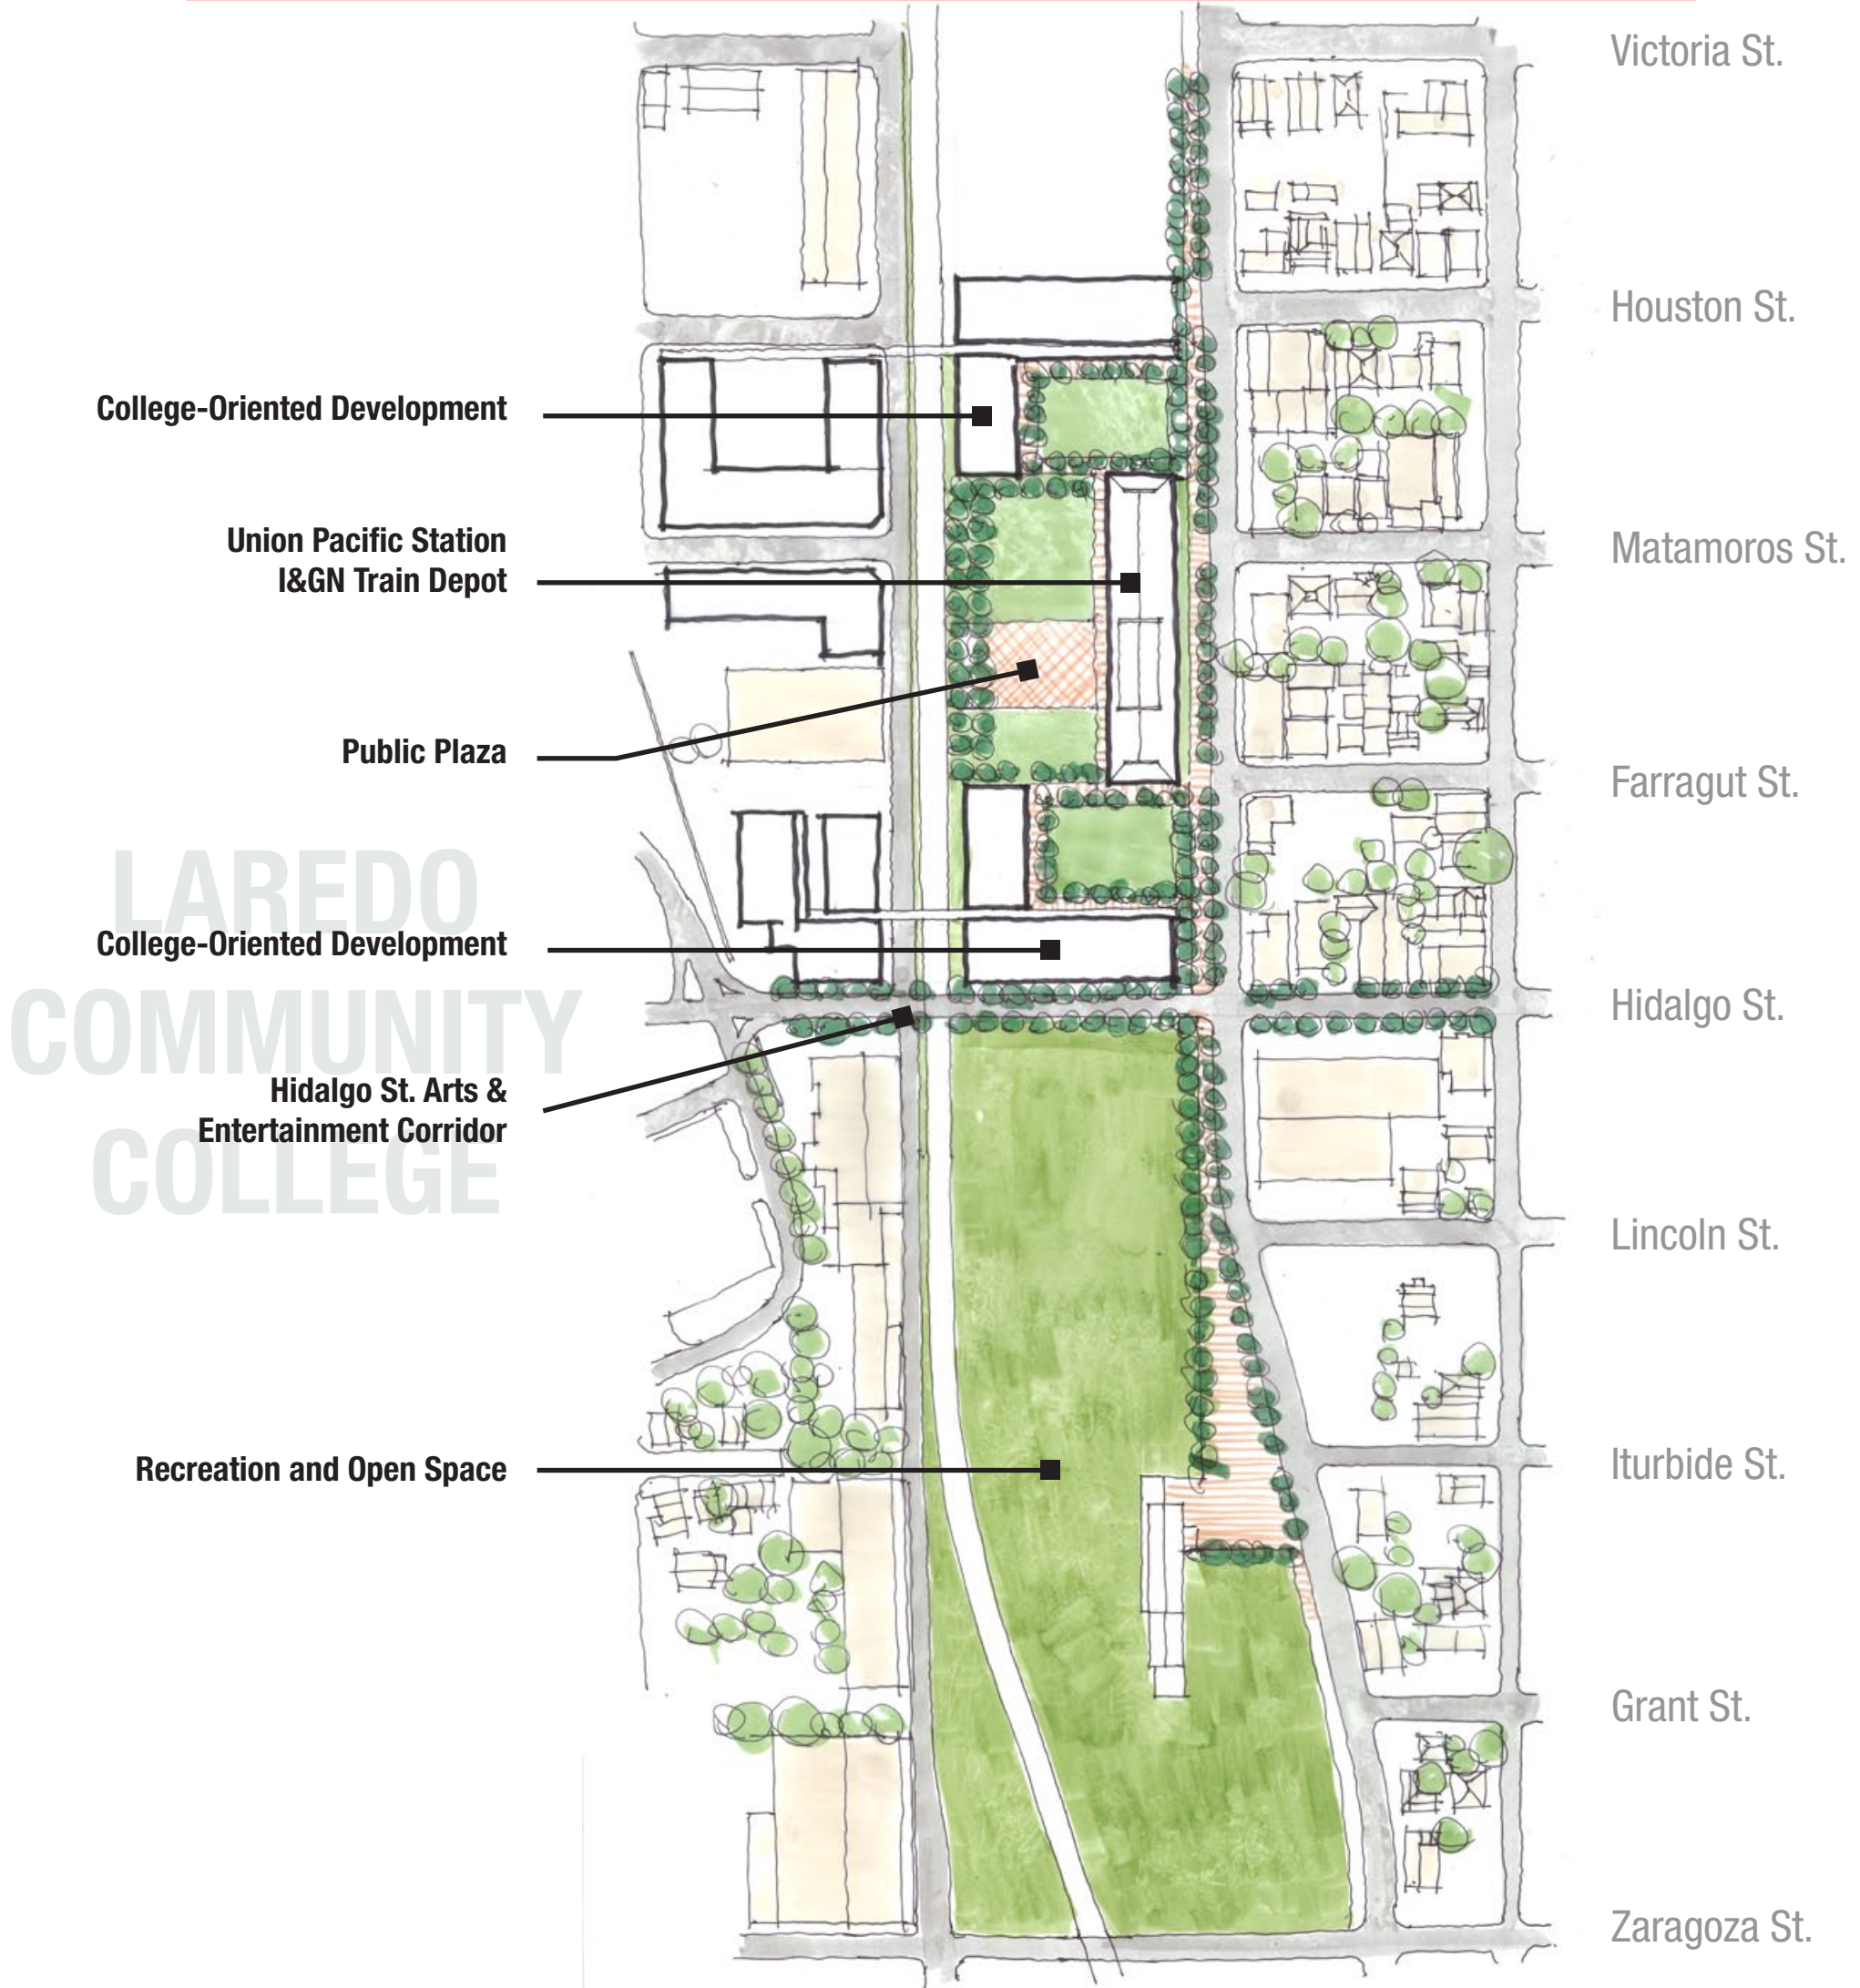 Victoria St.
Houston St.
College-Oriented Development
Union Pacific Station
I&GN Train Depot
Matamoros St.
Public Plaza
Farragut St.
LAREDO
College-Oriented Development
COMMUNITY
Hidalgo St.
Hidalgo St. Arts &
Entertainment Corridor
COLLEGE
Lincoln St.
Recreation and Open Space
Iturbide St.
Grant St.
Zaragoza St.